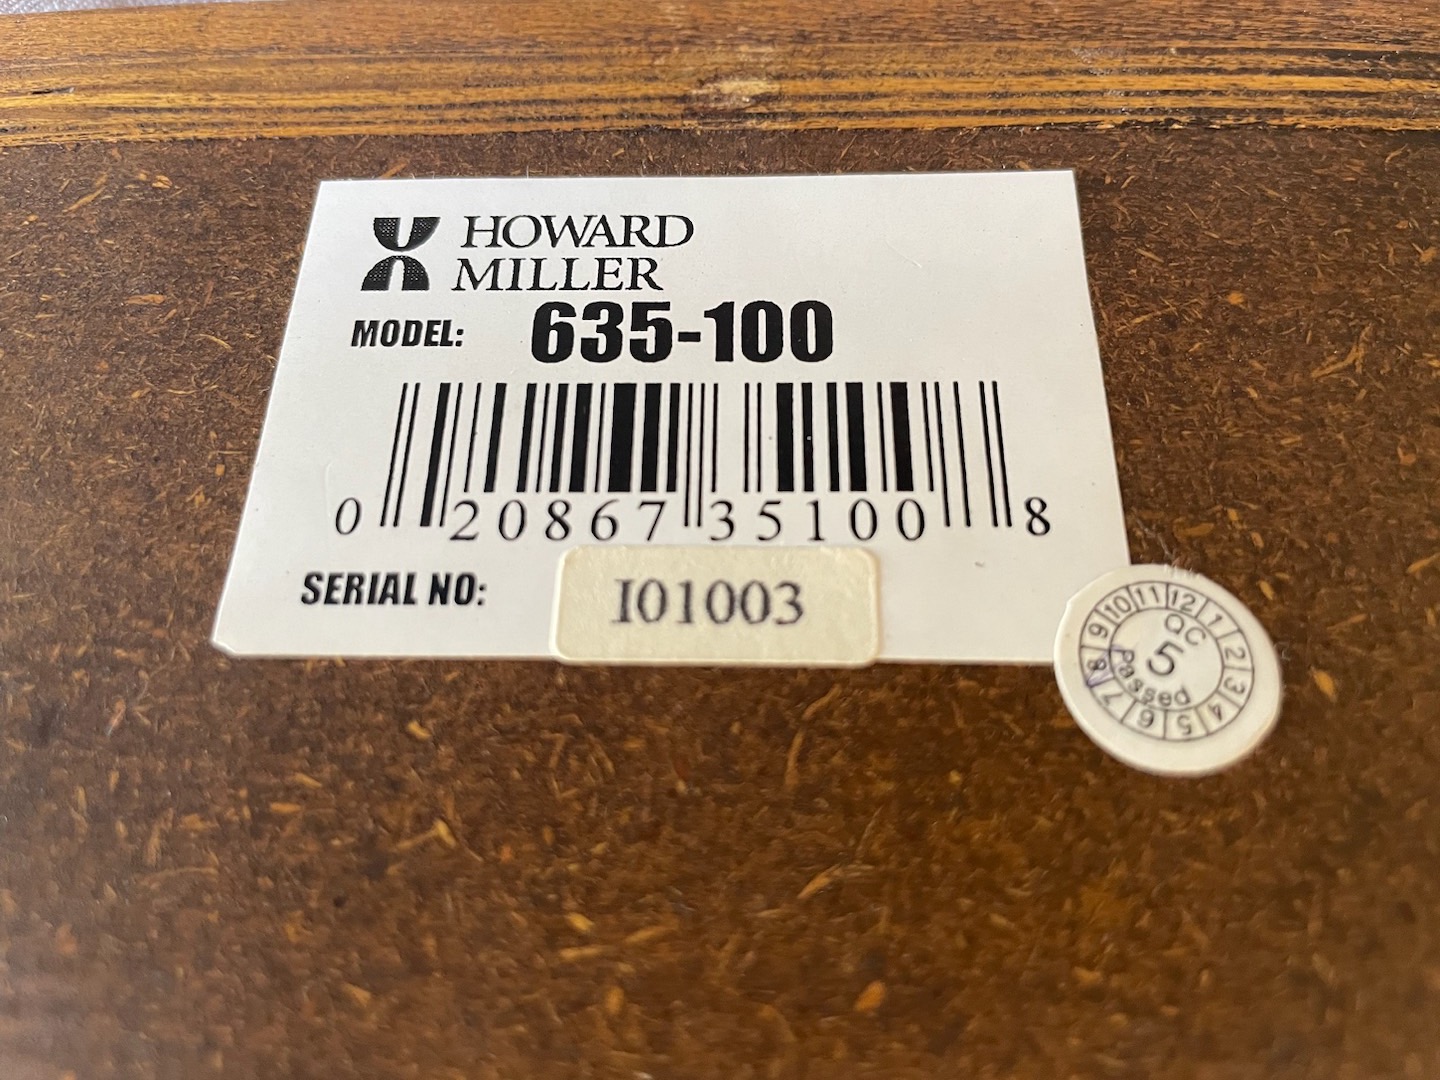 HOWARD
MILLER
MODEL: 635-100
0 20867 35100 8
SERIAL NO: I01003
12 1 2 3 4 5 6 7 8 9 10 11
QC
5
Passed